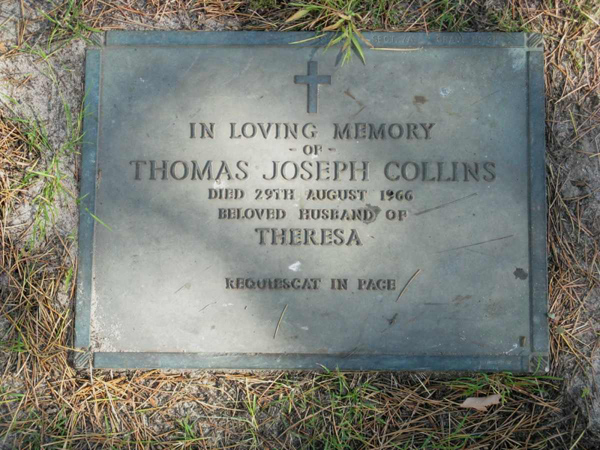 IN LOVING MEMORY
- OF -
THOMAS JOSEPH COLLINS
DIED 29TH AUGUST 1966
BELOVED HUSBAND OF
THERESA
REQUIESCAT IN PACE